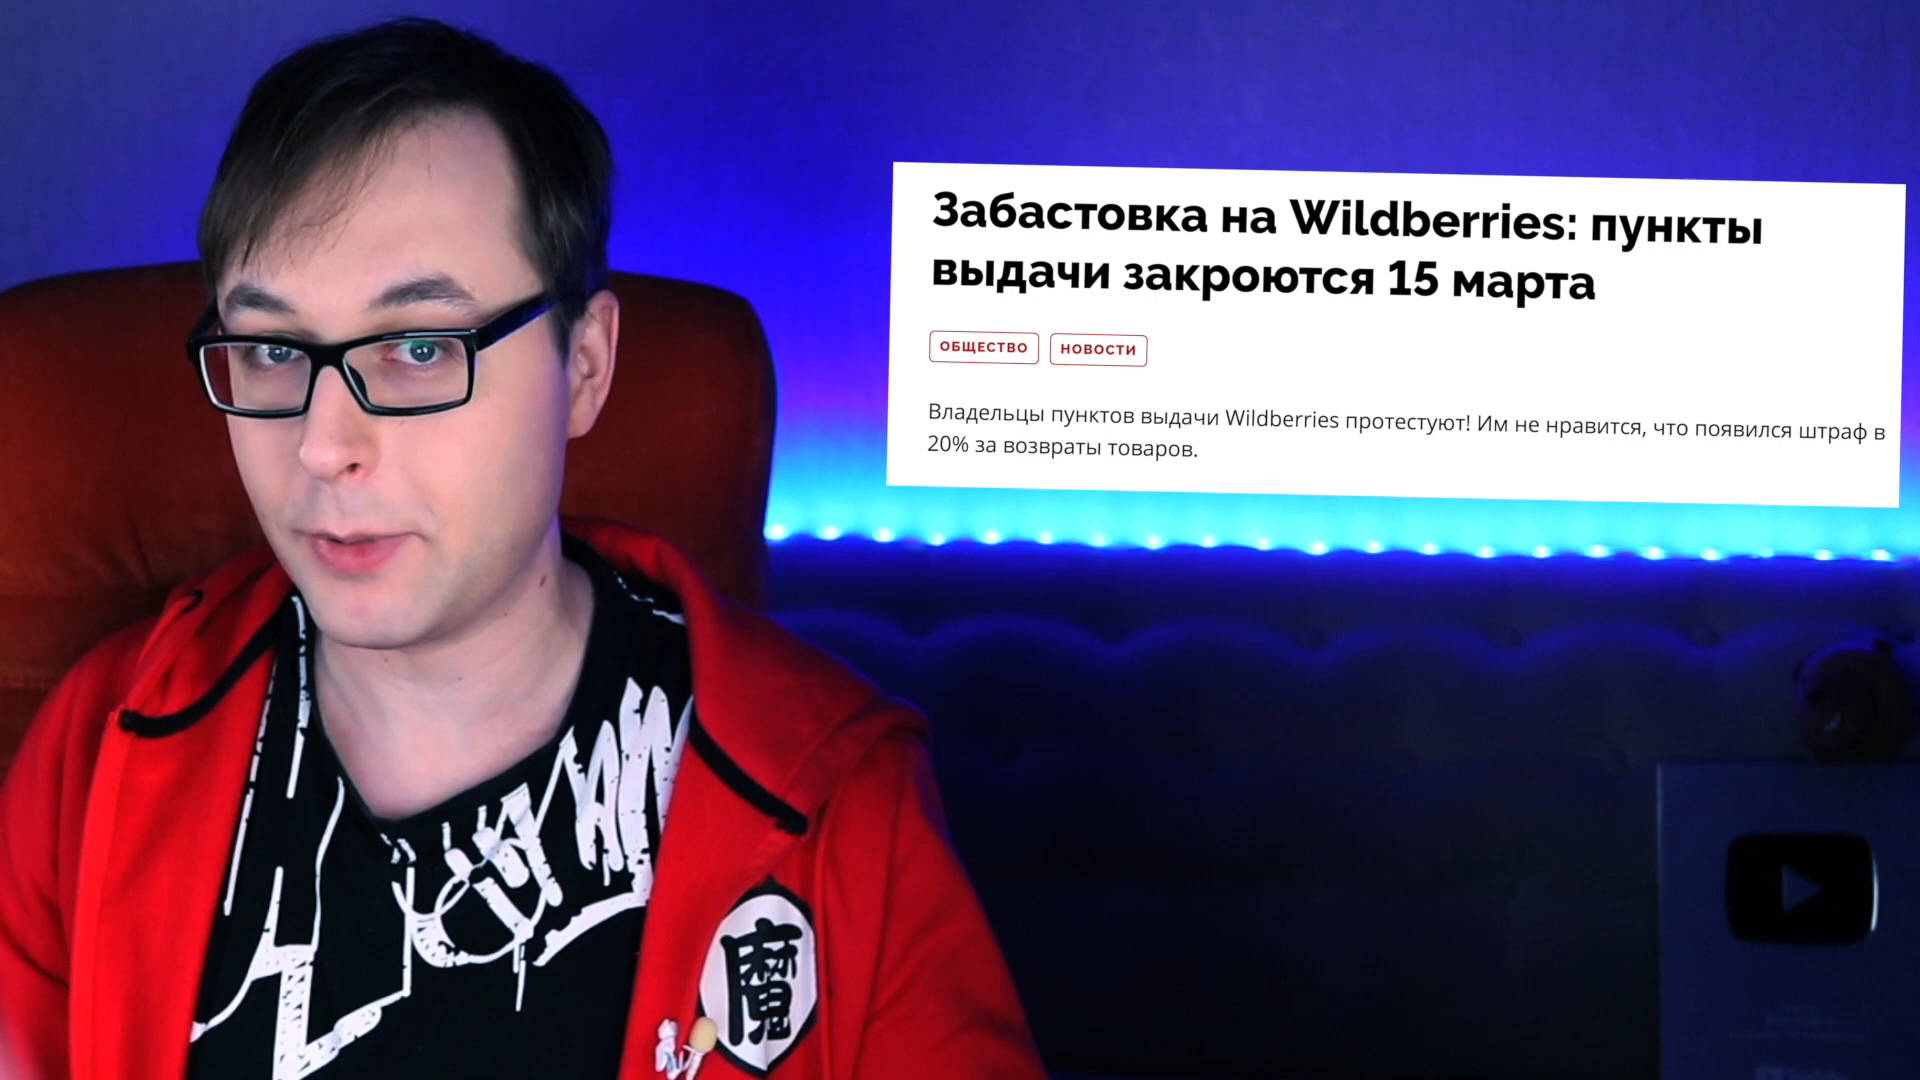 Забастовка на Wildberries: пункты
выдачи закроются 15 марта
ОБЩЕСТВО НОВОСТИ
Владельцы пунктов выдачи Wildberries протестуют! Им не нравится, что появился штраф в
20% за возвраты товаров.
魔